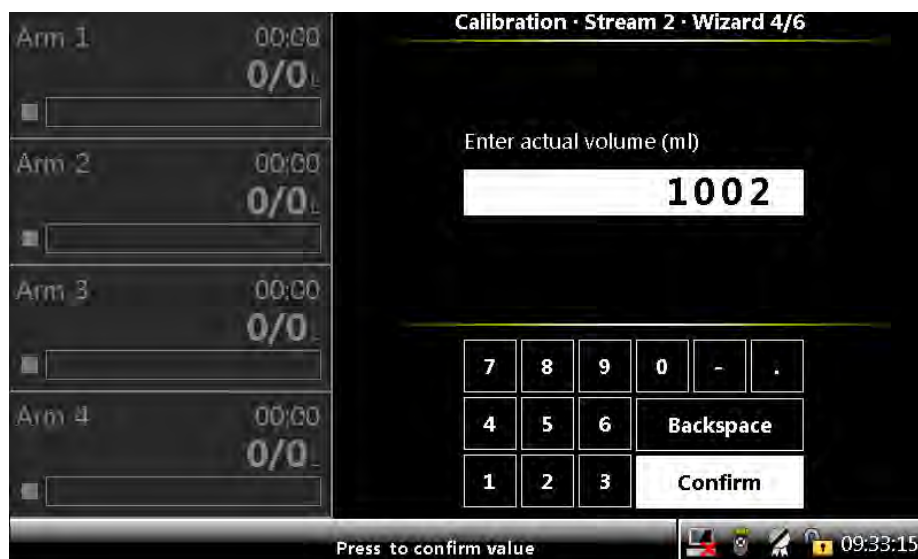 Calibration · Stream 2 · Wizard 4/6
Arm 1 00:00
0/0 L
Arm 2 00:00
0/0 L
Arm 3 00:00
0/0
Arm 4 00:00
0/0
Enter actual volume (ml)
1002
7 8 9 0 - .
4 5 6 Backspace
1 2 3 Confirm
Press to confirm value
09:33:15